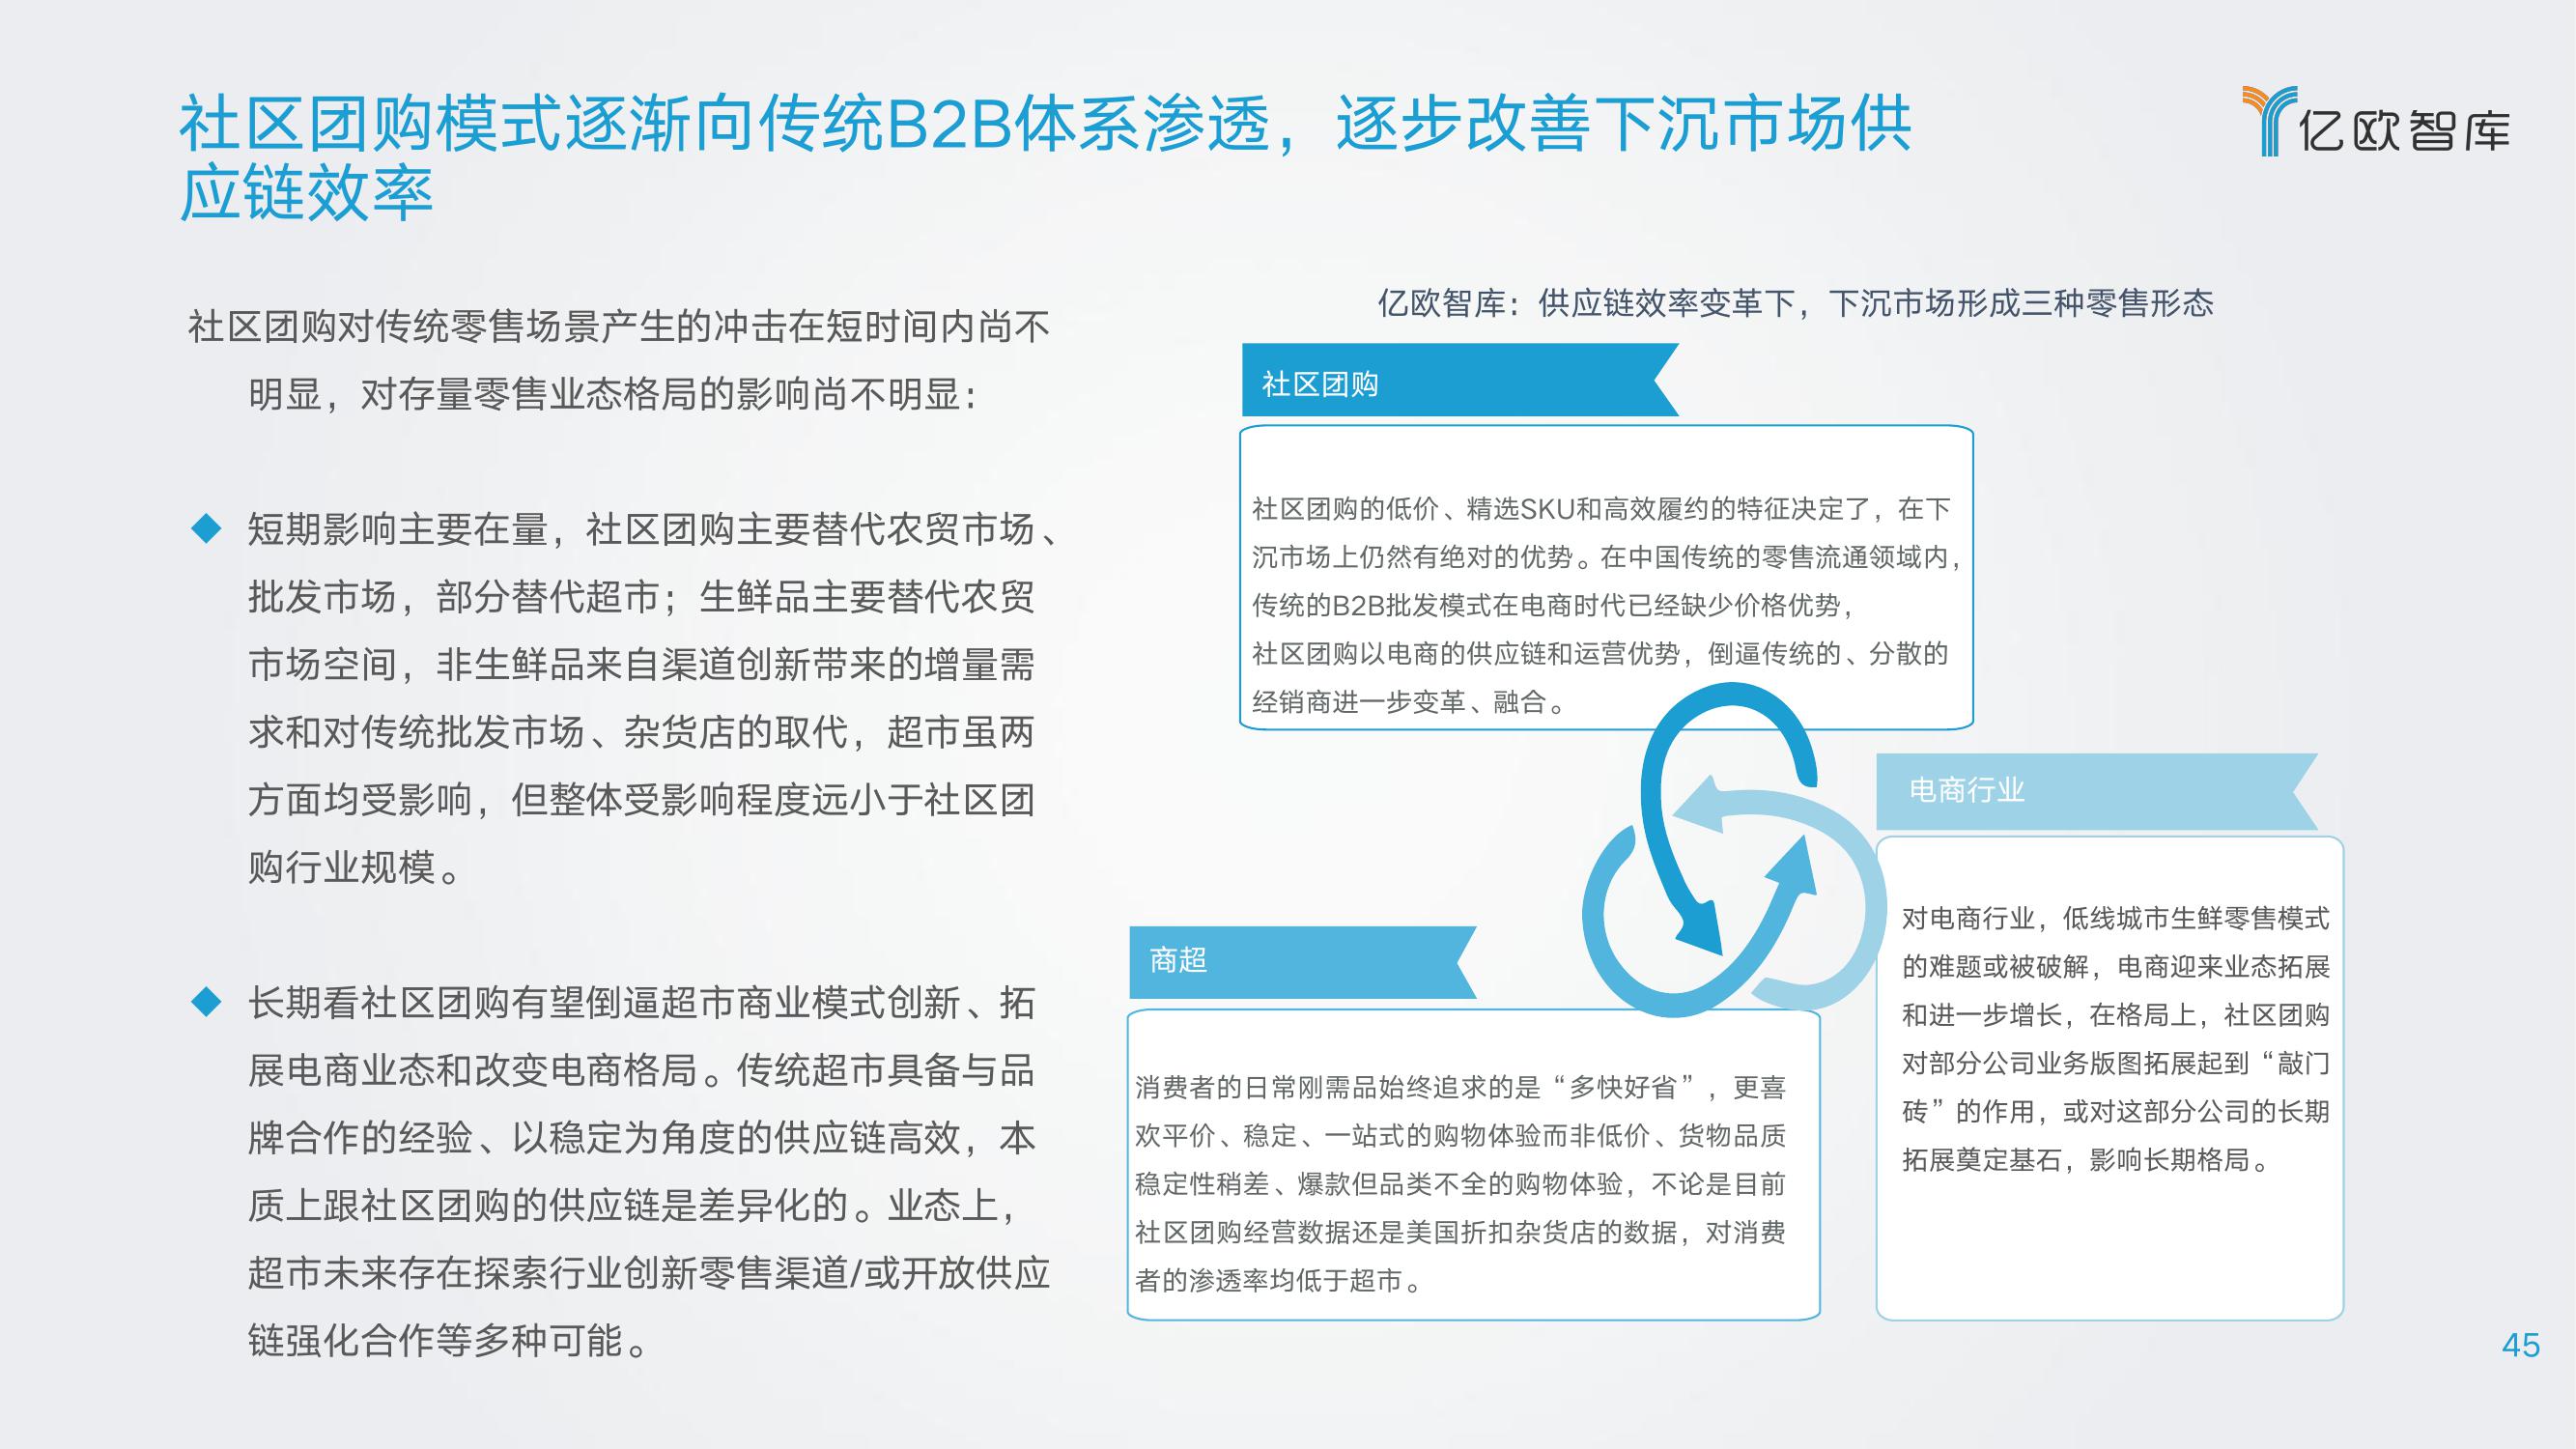 社区团购模式逐渐向传统B2B体系渗透，逐步改善下沉市场供
应链效率
亿欧智库
社区团购对传统零售场景产生的冲击在短时间内尚不
明显，对存量零售业态格局的影响尚不明显：
短期影响主要在量，社区团购主要替代农贸市场、
批发市场，部分替代超市；生鲜品主要替代农贸
市场空间，非生鲜品来自渠道创新带来的增量需
求和对传统批发市场、杂货店的取代，超市虽两
方面均受影响，但整体受影响程度远小于社区团
购行业规模。
长期看社区团购有望倒逼超市商业模式创新、拓
展电商业态和改变电商格局。传统超市具备与品
牌合作的经验、以稳定为角度的供应链高效，本
质上跟社区团购的供应链是差异化的。业态上，
超市未来存在探索行业创新零售渠道/或开放供应
链强化合作等多种可能。
亿欧智库：供应链效率变革下，下沉市场形成三种零售形态
社区团购
社区团购的低价、精选SKU和高效履约的特征决定了，在下
沉市场上仍然有绝对的优势。在中国传统的零售流通领域内，
传统的B2B批发模式在电商时代已经缺少价格优势，
社区团购以电商的供应链和运营优势，倒逼传统的、分散的
经销商进一步变革、融合。
电商行业
对电商行业，低线城市生鲜零售模式
的难题或被破解，电商迎来业态拓展
和进一步增长，在格局上，社区团购
对部分公司业务版图拓展起到“敲门
砖”的作用，或对这部分公司的长期
拓展奠定基石，影响长期格局。
商超
消费者的日常刚需品始终追求的是“多快好省”，更喜
欢平价、稳定、一站式的购物体验而非低价、货物品质
稳定性稍差、爆款但品类不全的购物体验，不论是目前
社区团购经营数据还是美国折扣杂货店的数据，对消费
者的渗透率均低于超市。
45